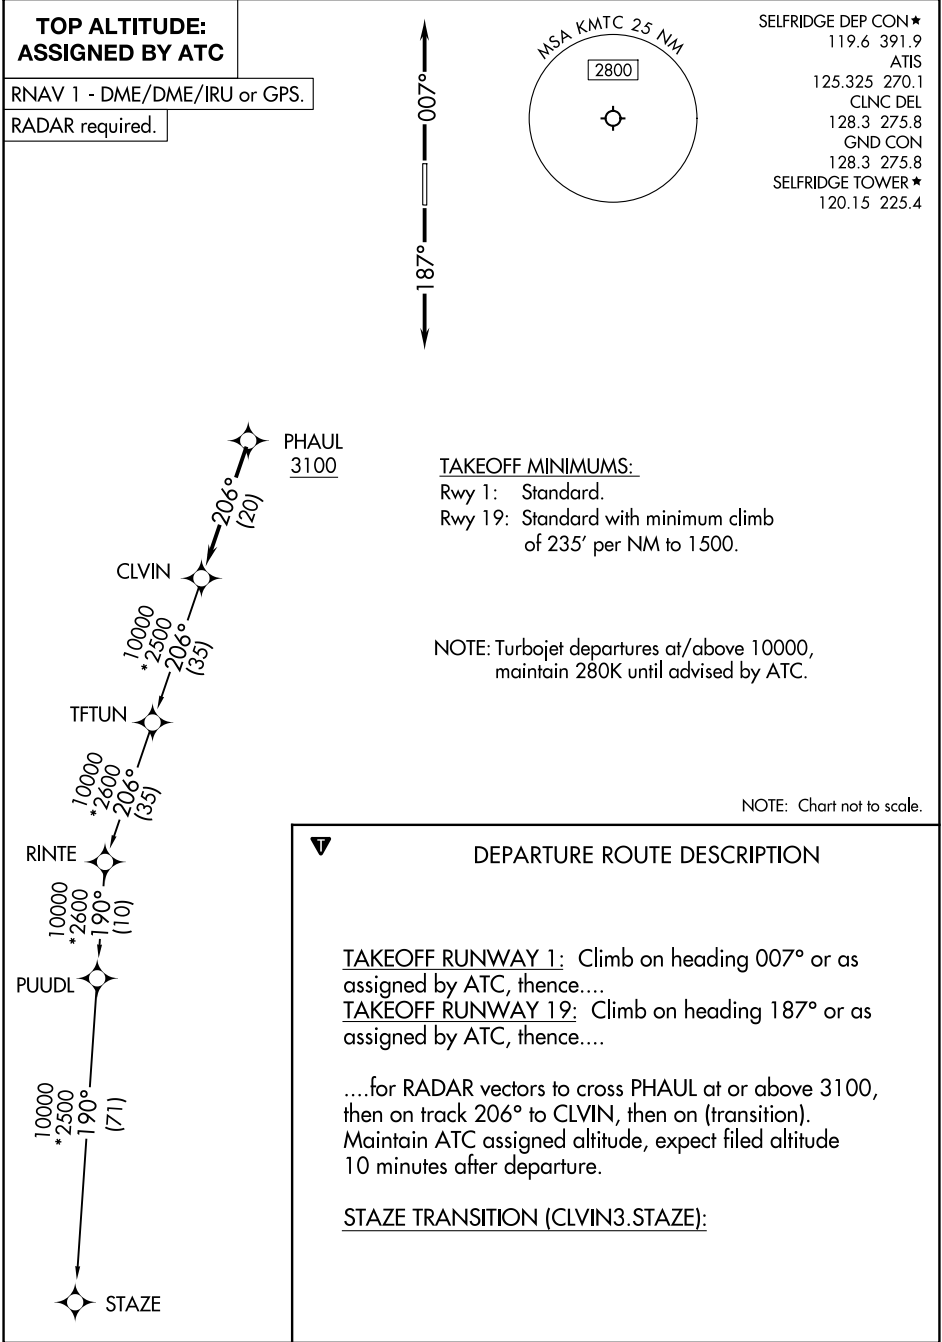 TOP ALTITUDE:
ASSIGNED BY ATC
RNAV 1 - DME/DME/IRU or GPS.
RADAR required.
007°
187°
MSA KMTC 25 NM
2800
SELFRIDGE DEP CON★
119.6 391.9
ATIS
125.325 270.1
CLNC DEL
128.3 275.8
GND CON
128.3 275.8
SELFRIDGE TOWER★
120.15 225.4
PHAUL
3100
206°
(20)
CLVIN
10000
*2500
206°
(35)
TFTUN
10000
*2600
206°
(35)
RINTE
10000
*2600
190°
(10)
PUUDL
10000
*2500
190°
(71)
STAZE
TAKEOFF MINIMUMS:
Rwy 1: Standard.
Rwy 19: Standard with minimum climb
of 235' per NM to 1500.
NOTE: Turbojet departures at/above 10000,
maintain 280K until advised by ATC.
NOTE: Chart not to scale.
T
DEPARTURE ROUTE DESCRIPTION
TAKEOFF RUNWAY 1: Climb on heading 007° or as
assigned by ATC, thence....
TAKEOFF RUNWAY 19: Climb on heading 187° or as
assigned by ATC, thence....
....for RADAR vectors to cross PHAUL at or above 3100,
then on track 206° to CLVIN, then on (transition).
Maintain ATC assigned altitude, expect filed altitude
10 minutes after departure.
STAZE TRANSITION (CLVIN3.STAZE):